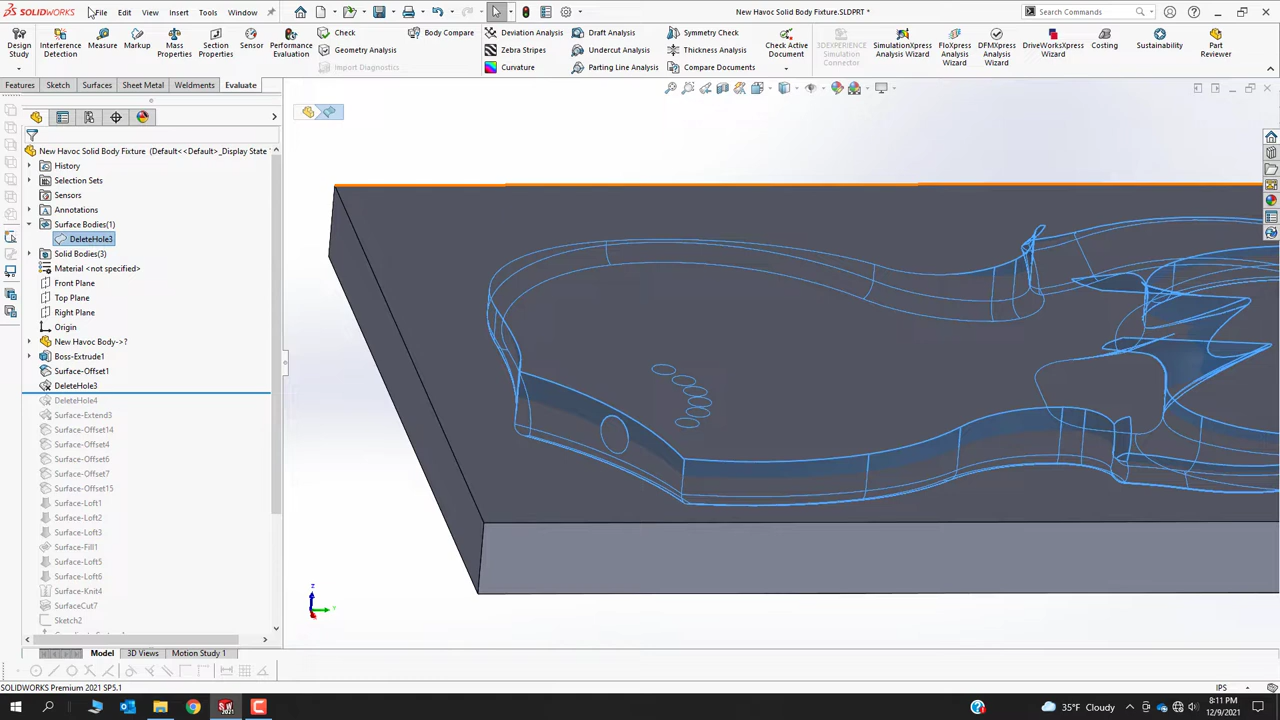 SOLIDWORKS
File
Edit
View
Insert
Tools
Window
New Havoc Solid Body Fixture.SLDPRT *
Search Commands
Design Study
Interference Detection
Measure
Markup
Mass Properties
Section Properties
Sensor
Performance Evaluation
Check
Geometry Analysis
Import Diagnostics
Body Compare
Deviation Analysis
Zebra Stripes
Curvature
Draft Analysis
Undercut Analysis
Parting Line Analysis
Symmetry Check
Thickness Analysis
Compare Documents
Check Active Document
3DEXPERIENCE Simulation Connector
SimulationXpress Analysis Wizard
FloXpress Analysis Wizard
DFMXpress Analysis Wizard
DriveWorksXpress Wizard
Costing
Sustainability
Part Reviewer
Features
Sketch
Surfaces
Sheet Metal
Weldments
Evaluate
New Havoc Solid Body Fixture (Default<<Default>_Display State
History
Selection Sets
Sensors
Annotations
Surface Bodies(1)
DeleteHole3
Solid Bodies(3)
Material <not specified>
Front Plane
Top Plane
Right Plane
Origin
New Havoc Body->?
Boss-Extrude1
Surface-Offset1
DeleteHole3
DeleteHole4
Surface-Extend3
Surface-Offset14
Surface-Offset4
Surface-Offset6
Surface-Offset7
Surface-Offset15
Surface-Loft1
Surface-Loft2
Surface-Loft3
Surface-Fill1
Surface-Loft5
Surface-Loft6
Surface-Knit4
SurfaceCut7
Sketch2
Z
Y
Model
3D Views
Motion Study 1
SOLIDWORKS Premium 2021 SP5.1
IPS
35°F Cloudy
8:11 PM
12/9/2021